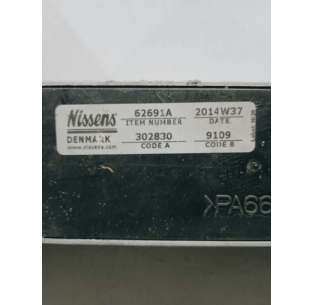 Nissens 62691A 2014W37
ITEM NUMBER DATE
DENMARK 302830 9109
www.nissens.com CODE A CODE B
>PA66